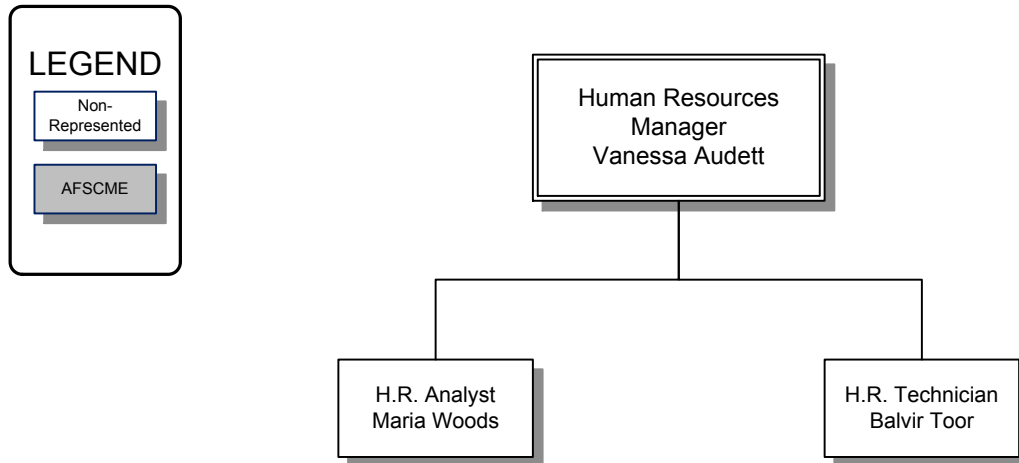 LEGEND
Non-
Represented
AFSCME
Human Resources
Manager
Vanessa Audett
H.R. Analyst
Maria Woods
H.R. Technician
Balvir Toor